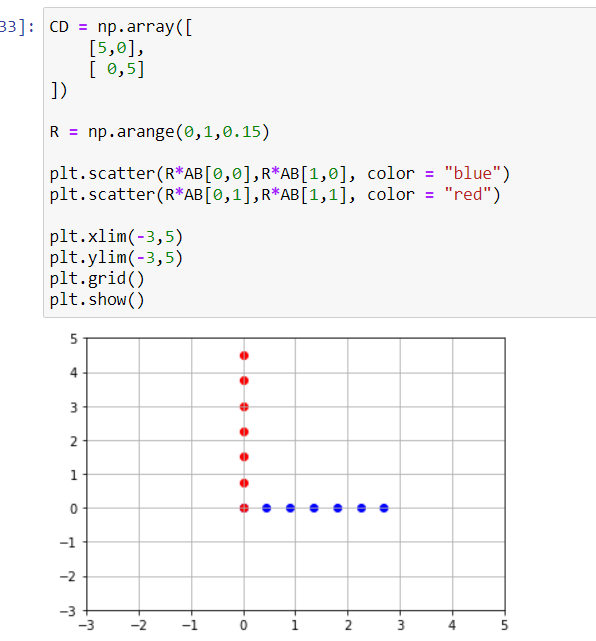 33]: CD = np.array([
[5,0],
[ 0,5]
])
R = np.arange(0,1,0.15)
plt.scatter(R*AB[0,0],R*AB[1,0], color = "blue")
plt.scatter(R*AB[0,1],R*AB[1,1], color = "red")
plt.xlim(-3,5)
plt.ylim(-3,5)
plt.grid()
plt.show()
5
4
3
2
1
0
−1
−2
−3
−3 −2 −1 0 1 2 3 4 5